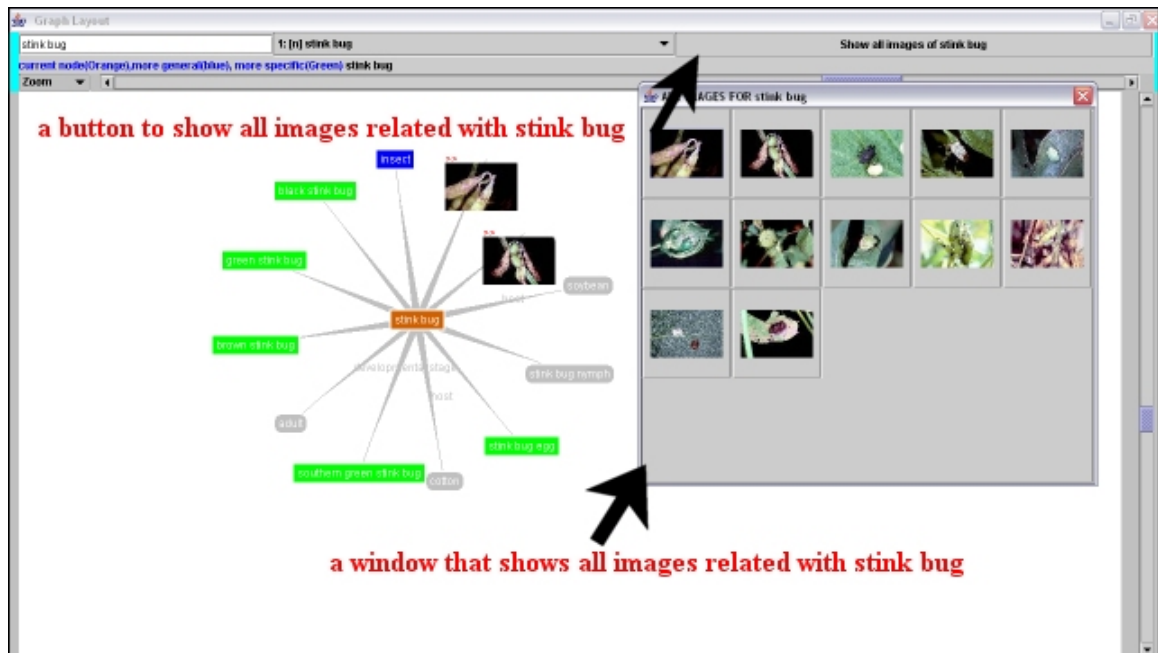 Graph Layout
stink bug
1: [n] stink bug
Show all images of stink bug
current node(Orange),more general(blue), more specific(Green) stink bug
Zoom
AGES FOR stink bug
a button to show all images related with stink bug
insect
black stink bug
green stink bug
soybean
host
stink bug
brown stink bug
developmental stage
stink bug nymph
host
adult
stink bug egg
southern green stink bug
cotton
a window that shows all images related with stink bug